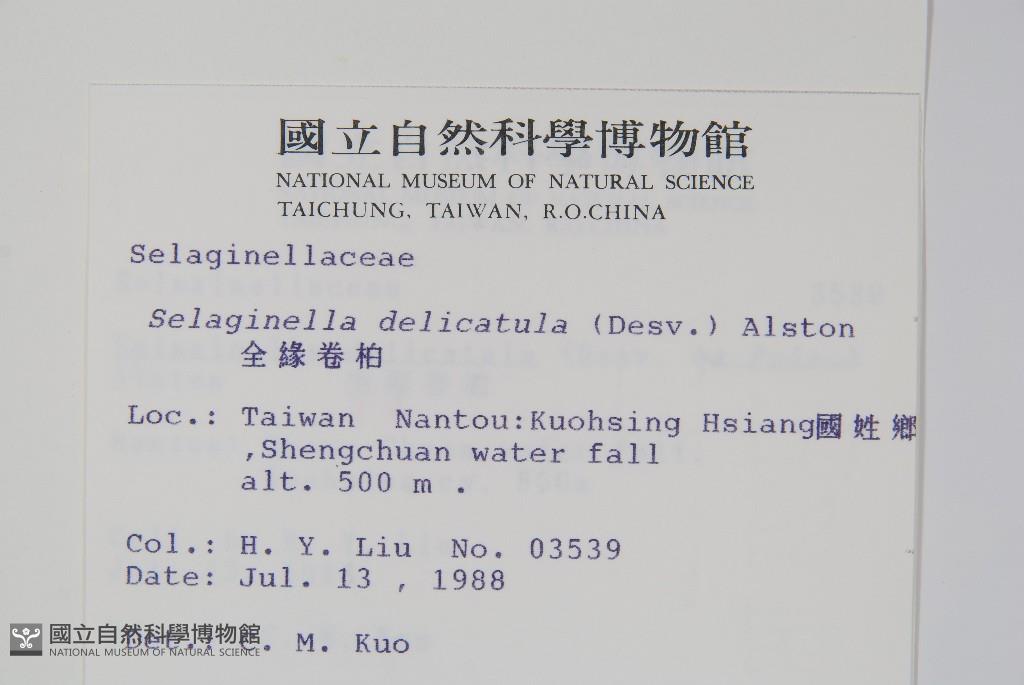 國立自然科學博物館
NATIONAL MUSEUM OF NATURAL SCIENCE
TAICHUNG, TAIWAN, R.O.CHINA
Selaginellaceae
Selaginella delicatula (Desv.) Alston
全緣卷柏
Loc.: Taiwan Nantou:Kuohsing Hsiang國姓鄉
,Shengchuan water fall
alt. 500 m .
Col.: H. Y. Liu No. 03539
Date: Jul. 13 , 1988
Det.: C. M. Kuo
國立自然科學博物館
NATIONAL MUSEUM OF NATURAL SCIENCE